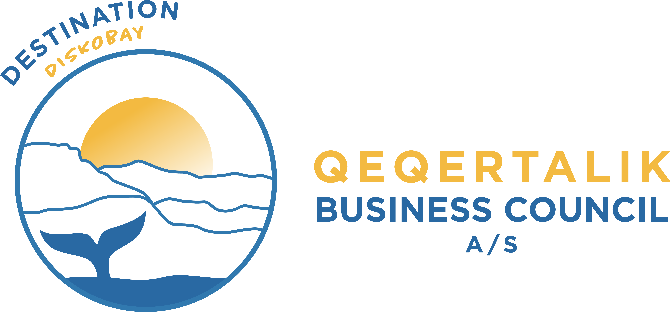 DESTINATION
DISKOBAY
QEQERTALIK
BUSINESS COUNCIL
A/S